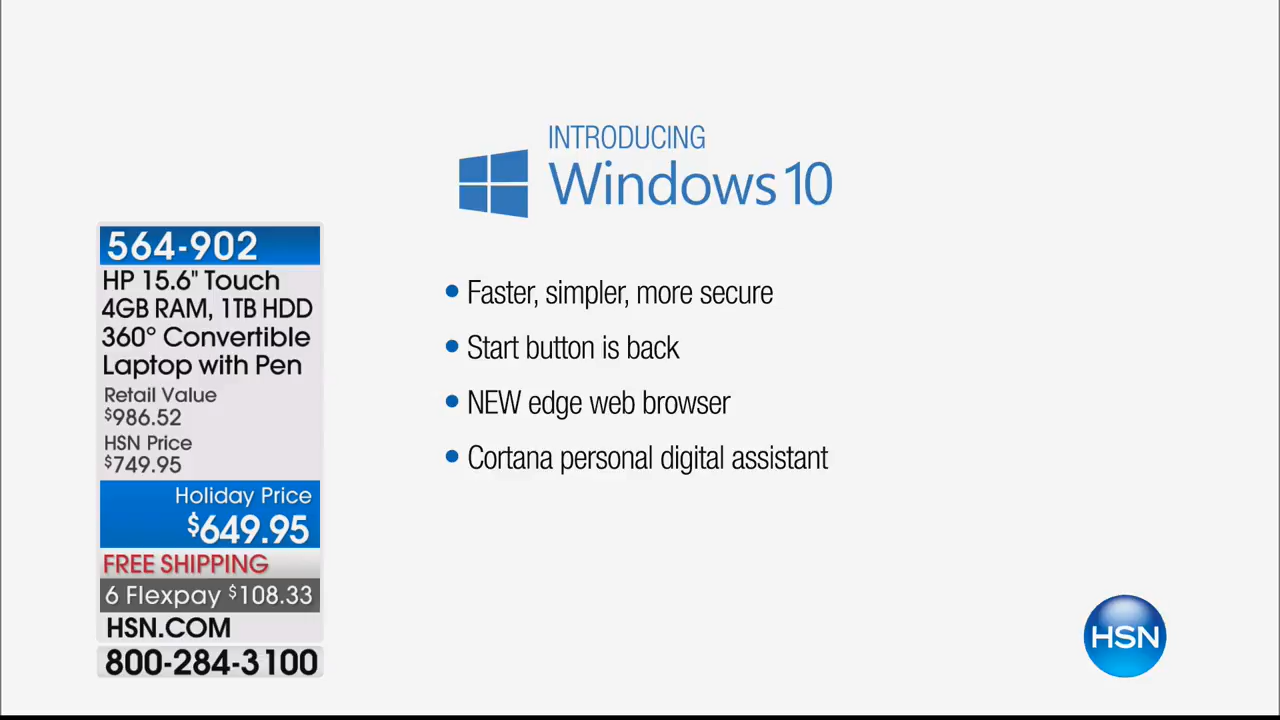 INTRODUCING
Windows 10
• Faster, simpler, more secure
• Start button is back
• NEW edge web browser
• Cortana personal digital assistant
564-902
HP 15.6" Touch
4GB RAM, 1TB HDD
360° Convertible
Laptop with Pen
Retail Value
$986.52
HSN Price
$749.95
Holiday Price
$649.95
FREE SHIPPING
6 Flexpay $108.33
HSN.COM
800-284-3100
HSN